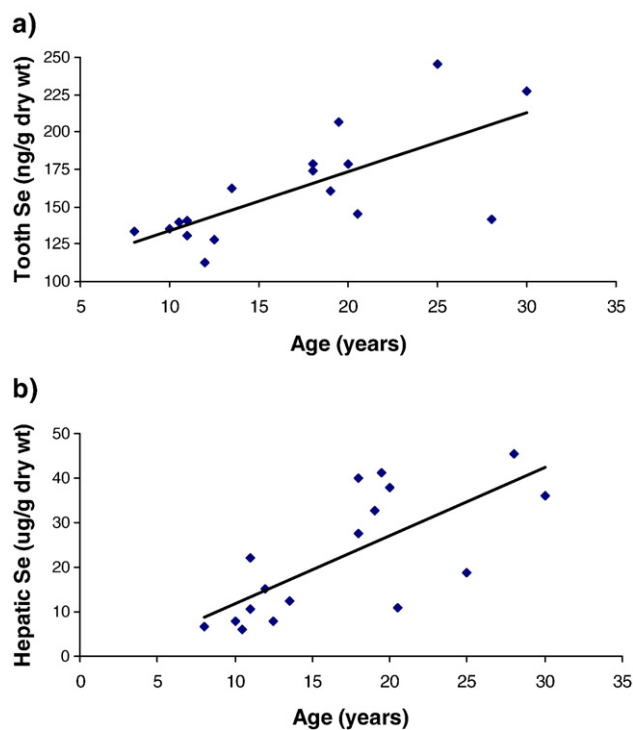 a)
Tooth Se (ng/g dry wt)
250
225
200
175
150
125
100
5 10 15 20 25 30 35
Age (years)
b)
Hepatic Se (ug/g dry wt)
50
40
30
20
10
0
0 5 10 15 20 25 30 35
Age (years)